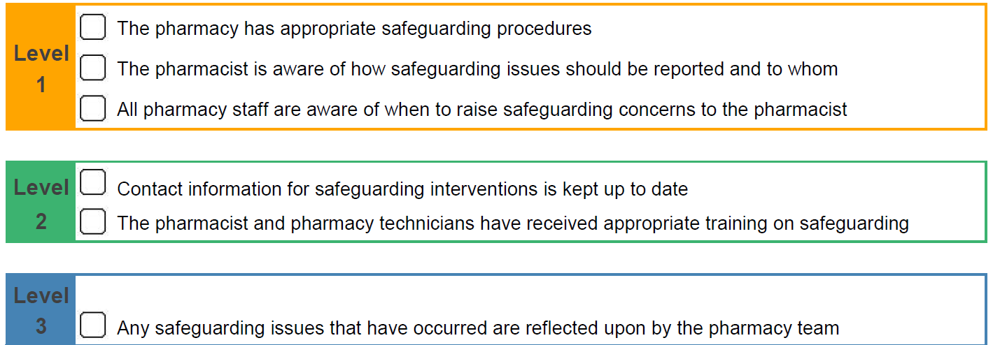 Level
1
The pharmacy has appropriate safeguarding procedures
The pharmacist is aware of how safeguarding issues should be reported and to whom
All pharmacy staff are aware of when to raise safeguarding concerns to the pharmacist
Level
2
Contact information for safeguarding interventions is kept up to date
The pharmacist and pharmacy technicians have received appropriate training on safeguarding
Level
3
Any safeguarding issues that have occurred are reflected upon by the pharmacy team